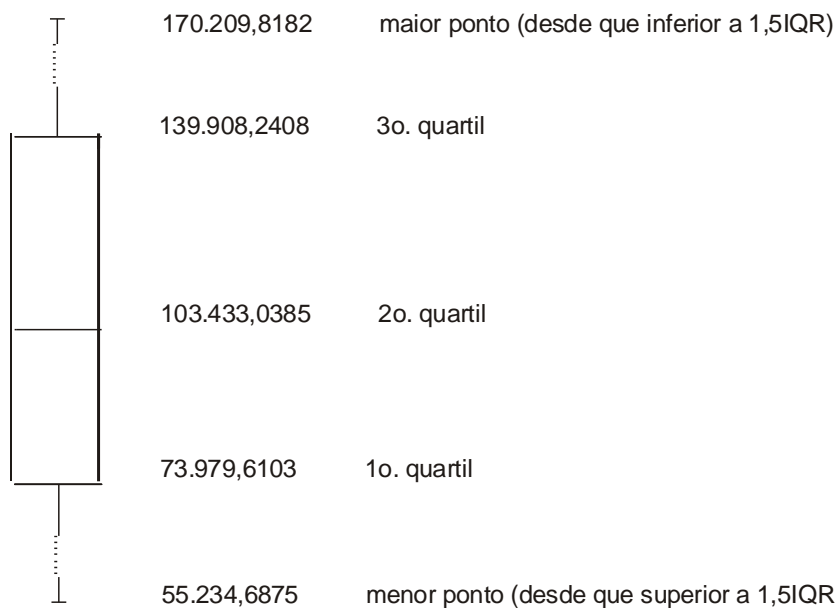 170.209,8182 maior ponto (desde que inferior a 1,5IQR)
139.908,2408 3o. quartil
103.433,0385 2o. quartil
73.979,6103 1o. quartil
55.234,6875 menor ponto (desde que superior a 1,5IQR